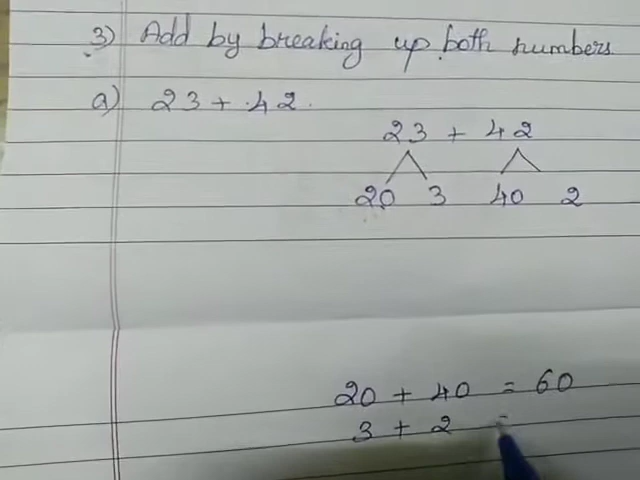 3) Add by breaking up both numbers
a) 23 + 42.
23 + 42
20 3 40 2
20 + 40 = 60
3 + 2 =